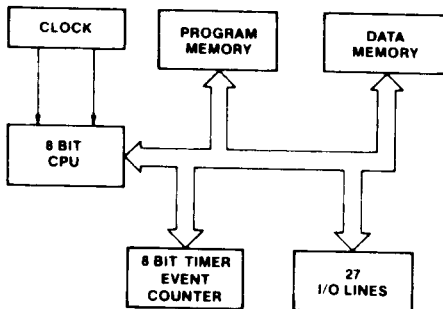 CLOCK
PROGRAM
MEMORY
DATA
MEMORY
8 BIT
CPU
8 BIT TIMER
EVENT
COUNTER
27
I/O LINES